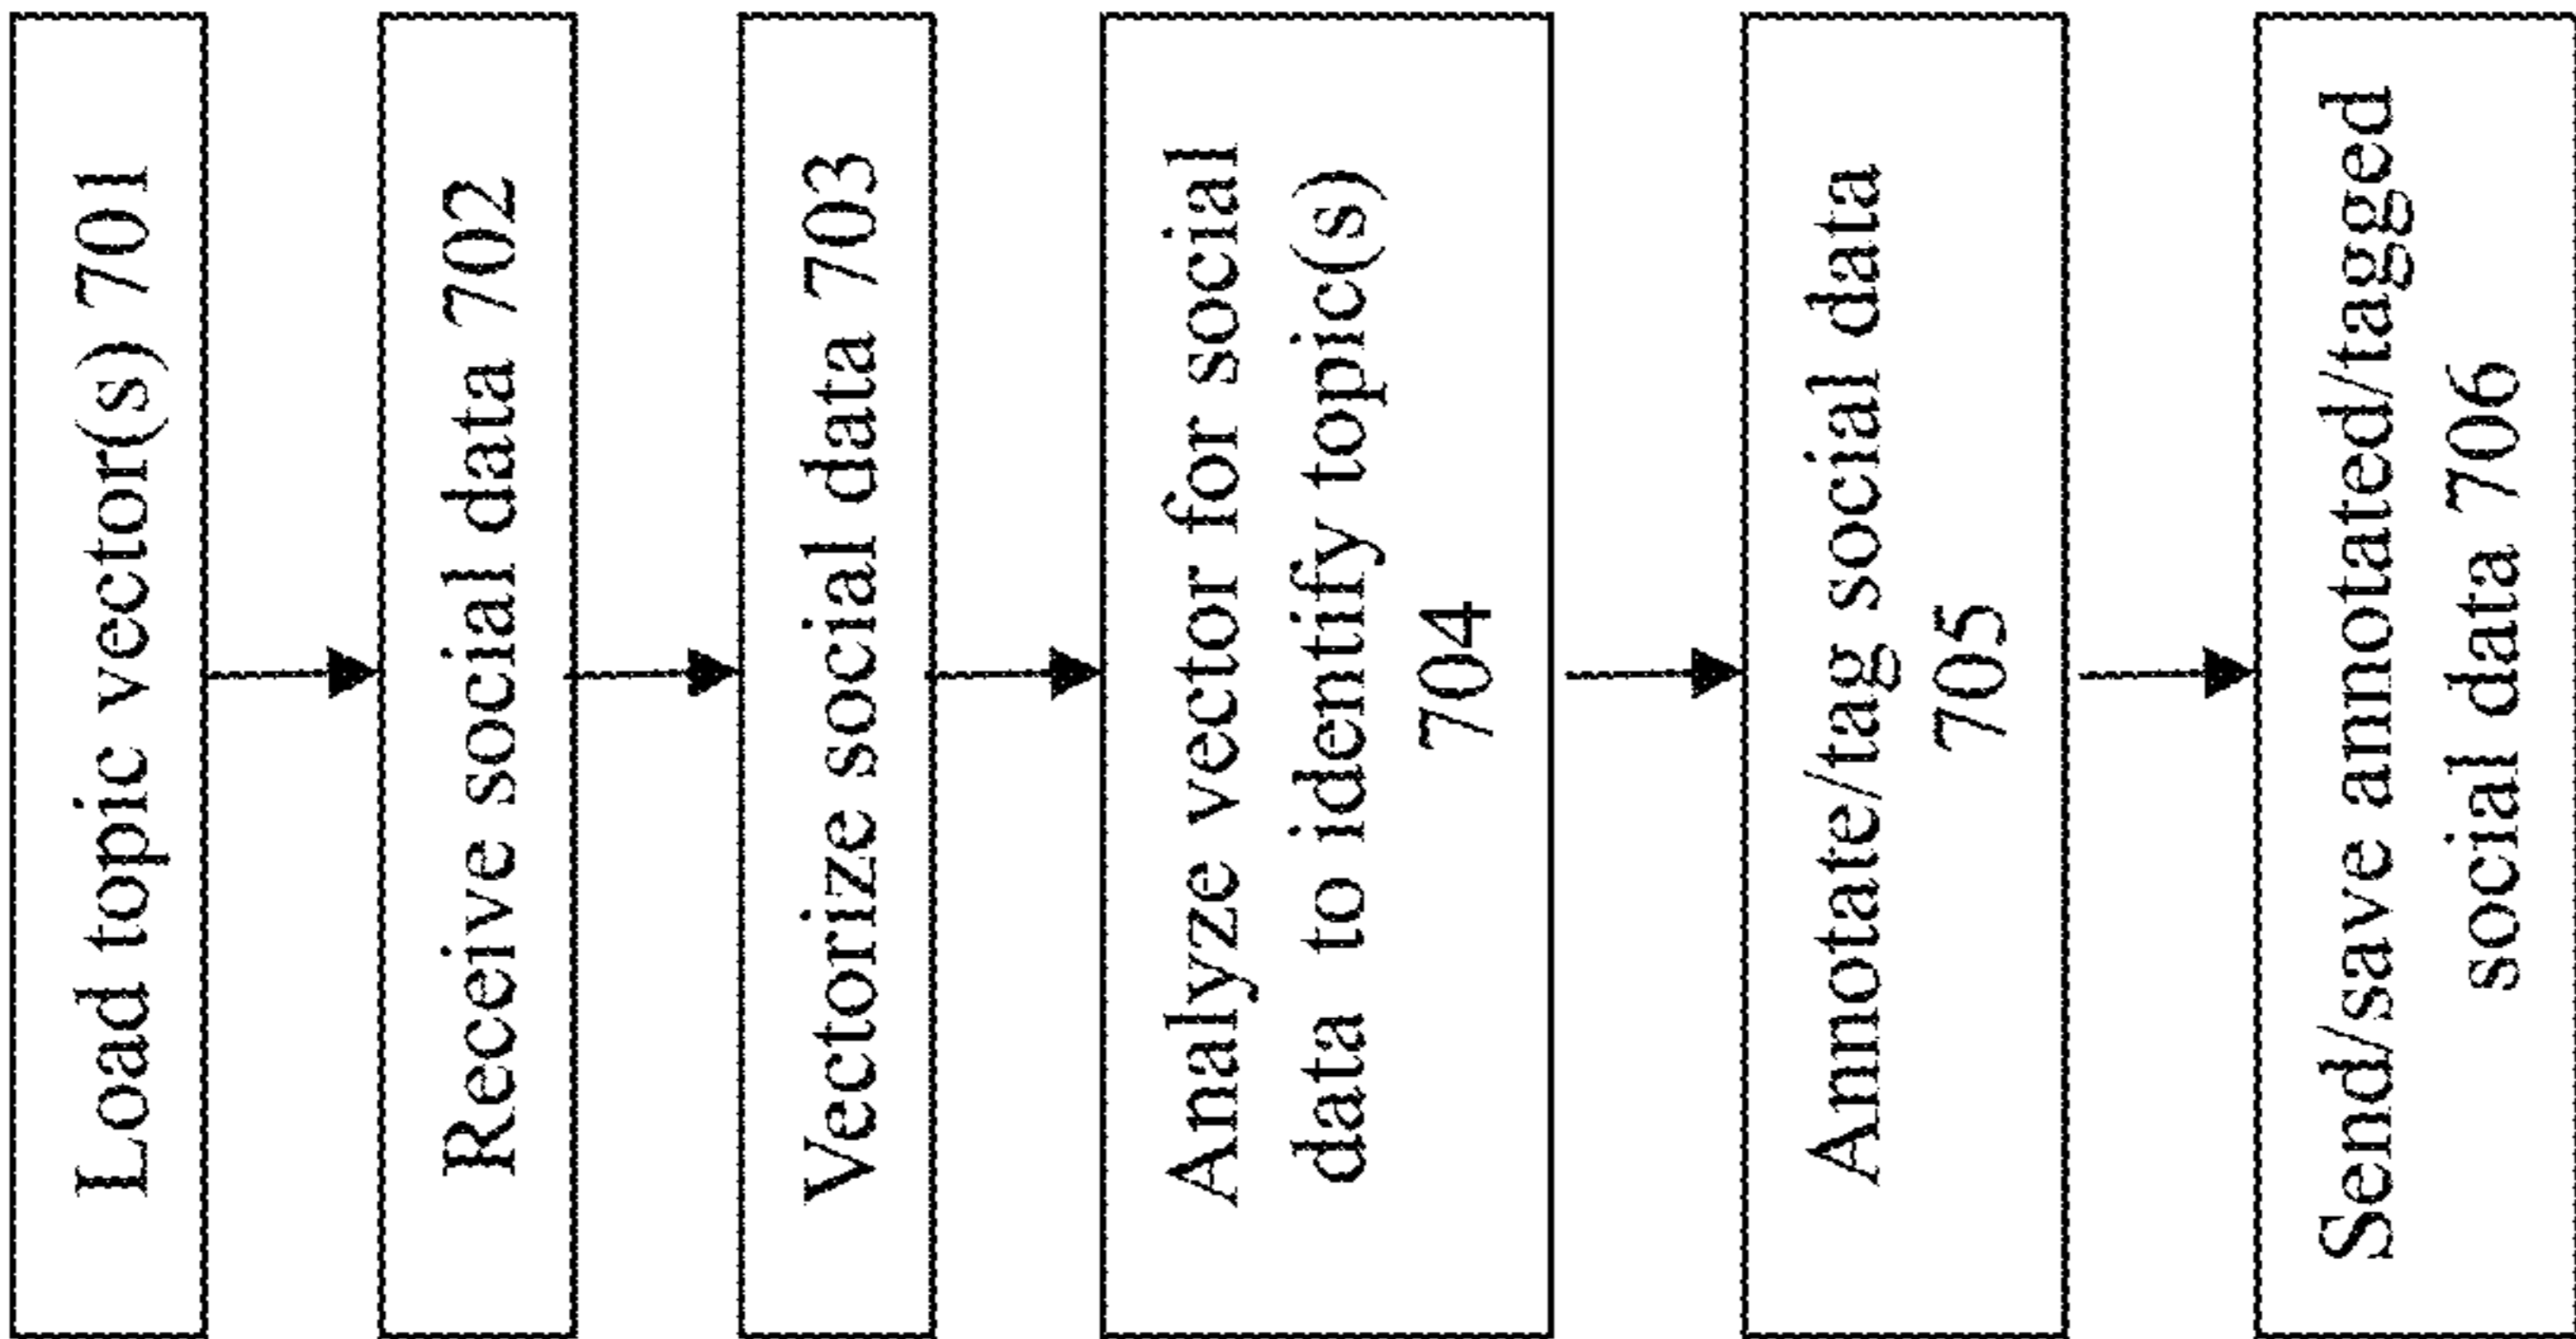 Load topic vector(s) 701
Receive social data 702
Vectorize social data 703
Analyze vector for social
data to identify topic(s)
704
Annotate/tag social data
705
Send/save annotated/tagged
social data 706